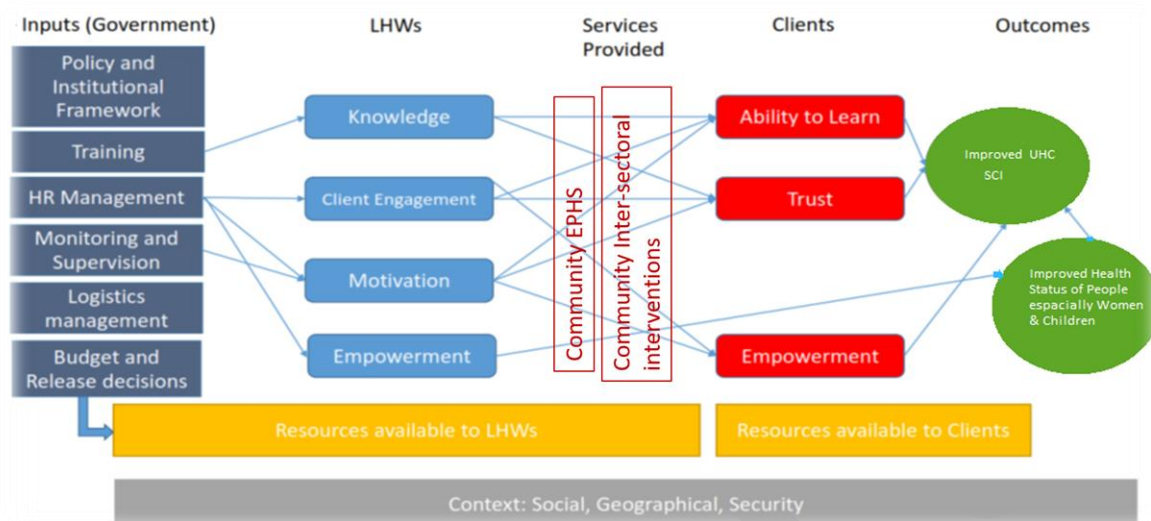 Inputs (Government)
LHWs
Services
Provided
Clients
Outcomes
Policy and
Institutional
Framework
Training
HR Management
Monitoring and
Supervision
Logistics
management
Budget and
Release decisions
Knowledge
Client Engagement
Motivation
Empowerment
Community EPHS
Community Inter-sectoral
interventions
Ability to Learn
Trust
Empowerment
Improved UHC
SCI
Improved Health
Status of People
espacially Women
& Children
Resources available to LHWs
Resources available to Clients
Context: Social, Geographical, Security